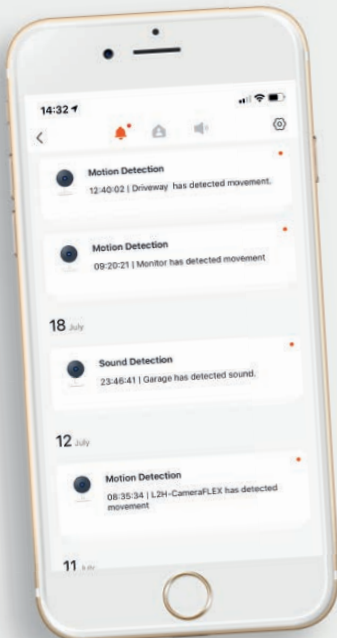 14:32
Motion Detection
12:40:02 | Driveway has detected movement.
Motion Detection
09:20:21 | Monitor has detected movement
18 July
Sound Detection
23:46:41 | Garage has detected sound.
12 July
Motion Detection
08:35:34 | L2H-CameraFLEX has detected
movement
11 July